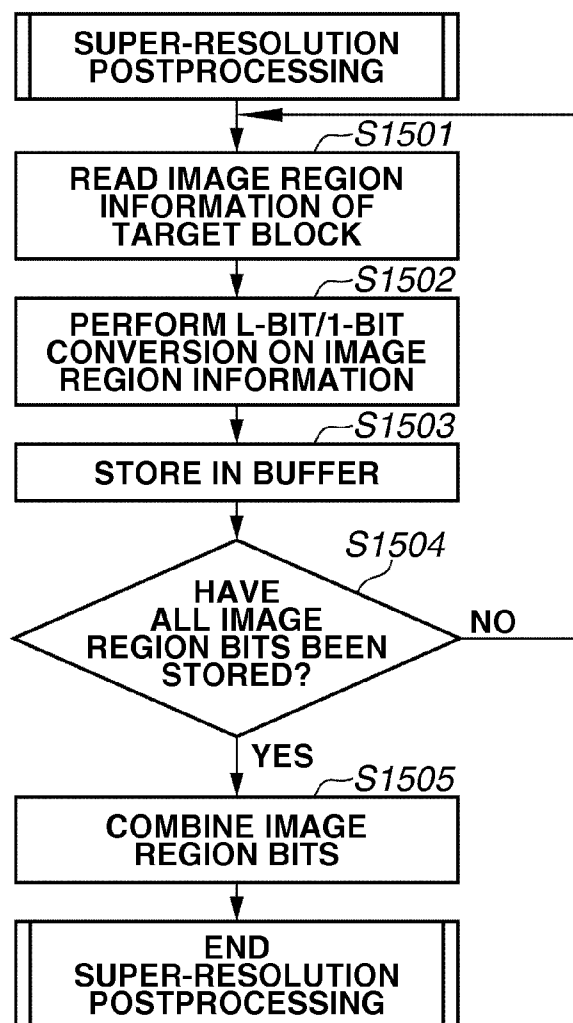 SUPER-RESOLUTION
POSTPROCESSING
S1501
READ IMAGE REGION
INFORMATION OF
TARGET BLOCK
S1502
PERFORM L-BIT/1-BIT
CONVERSION ON IMAGE
REGION INFORMATION
S1503
STORE IN BUFFER
S1504
HAVE
ALL IMAGE
REGION BITS BEEN
STORED?
NO
YES
S1505
COMBINE IMAGE
REGION BITS
END
SUPER-RESOLUTION
POSTPROCESSING